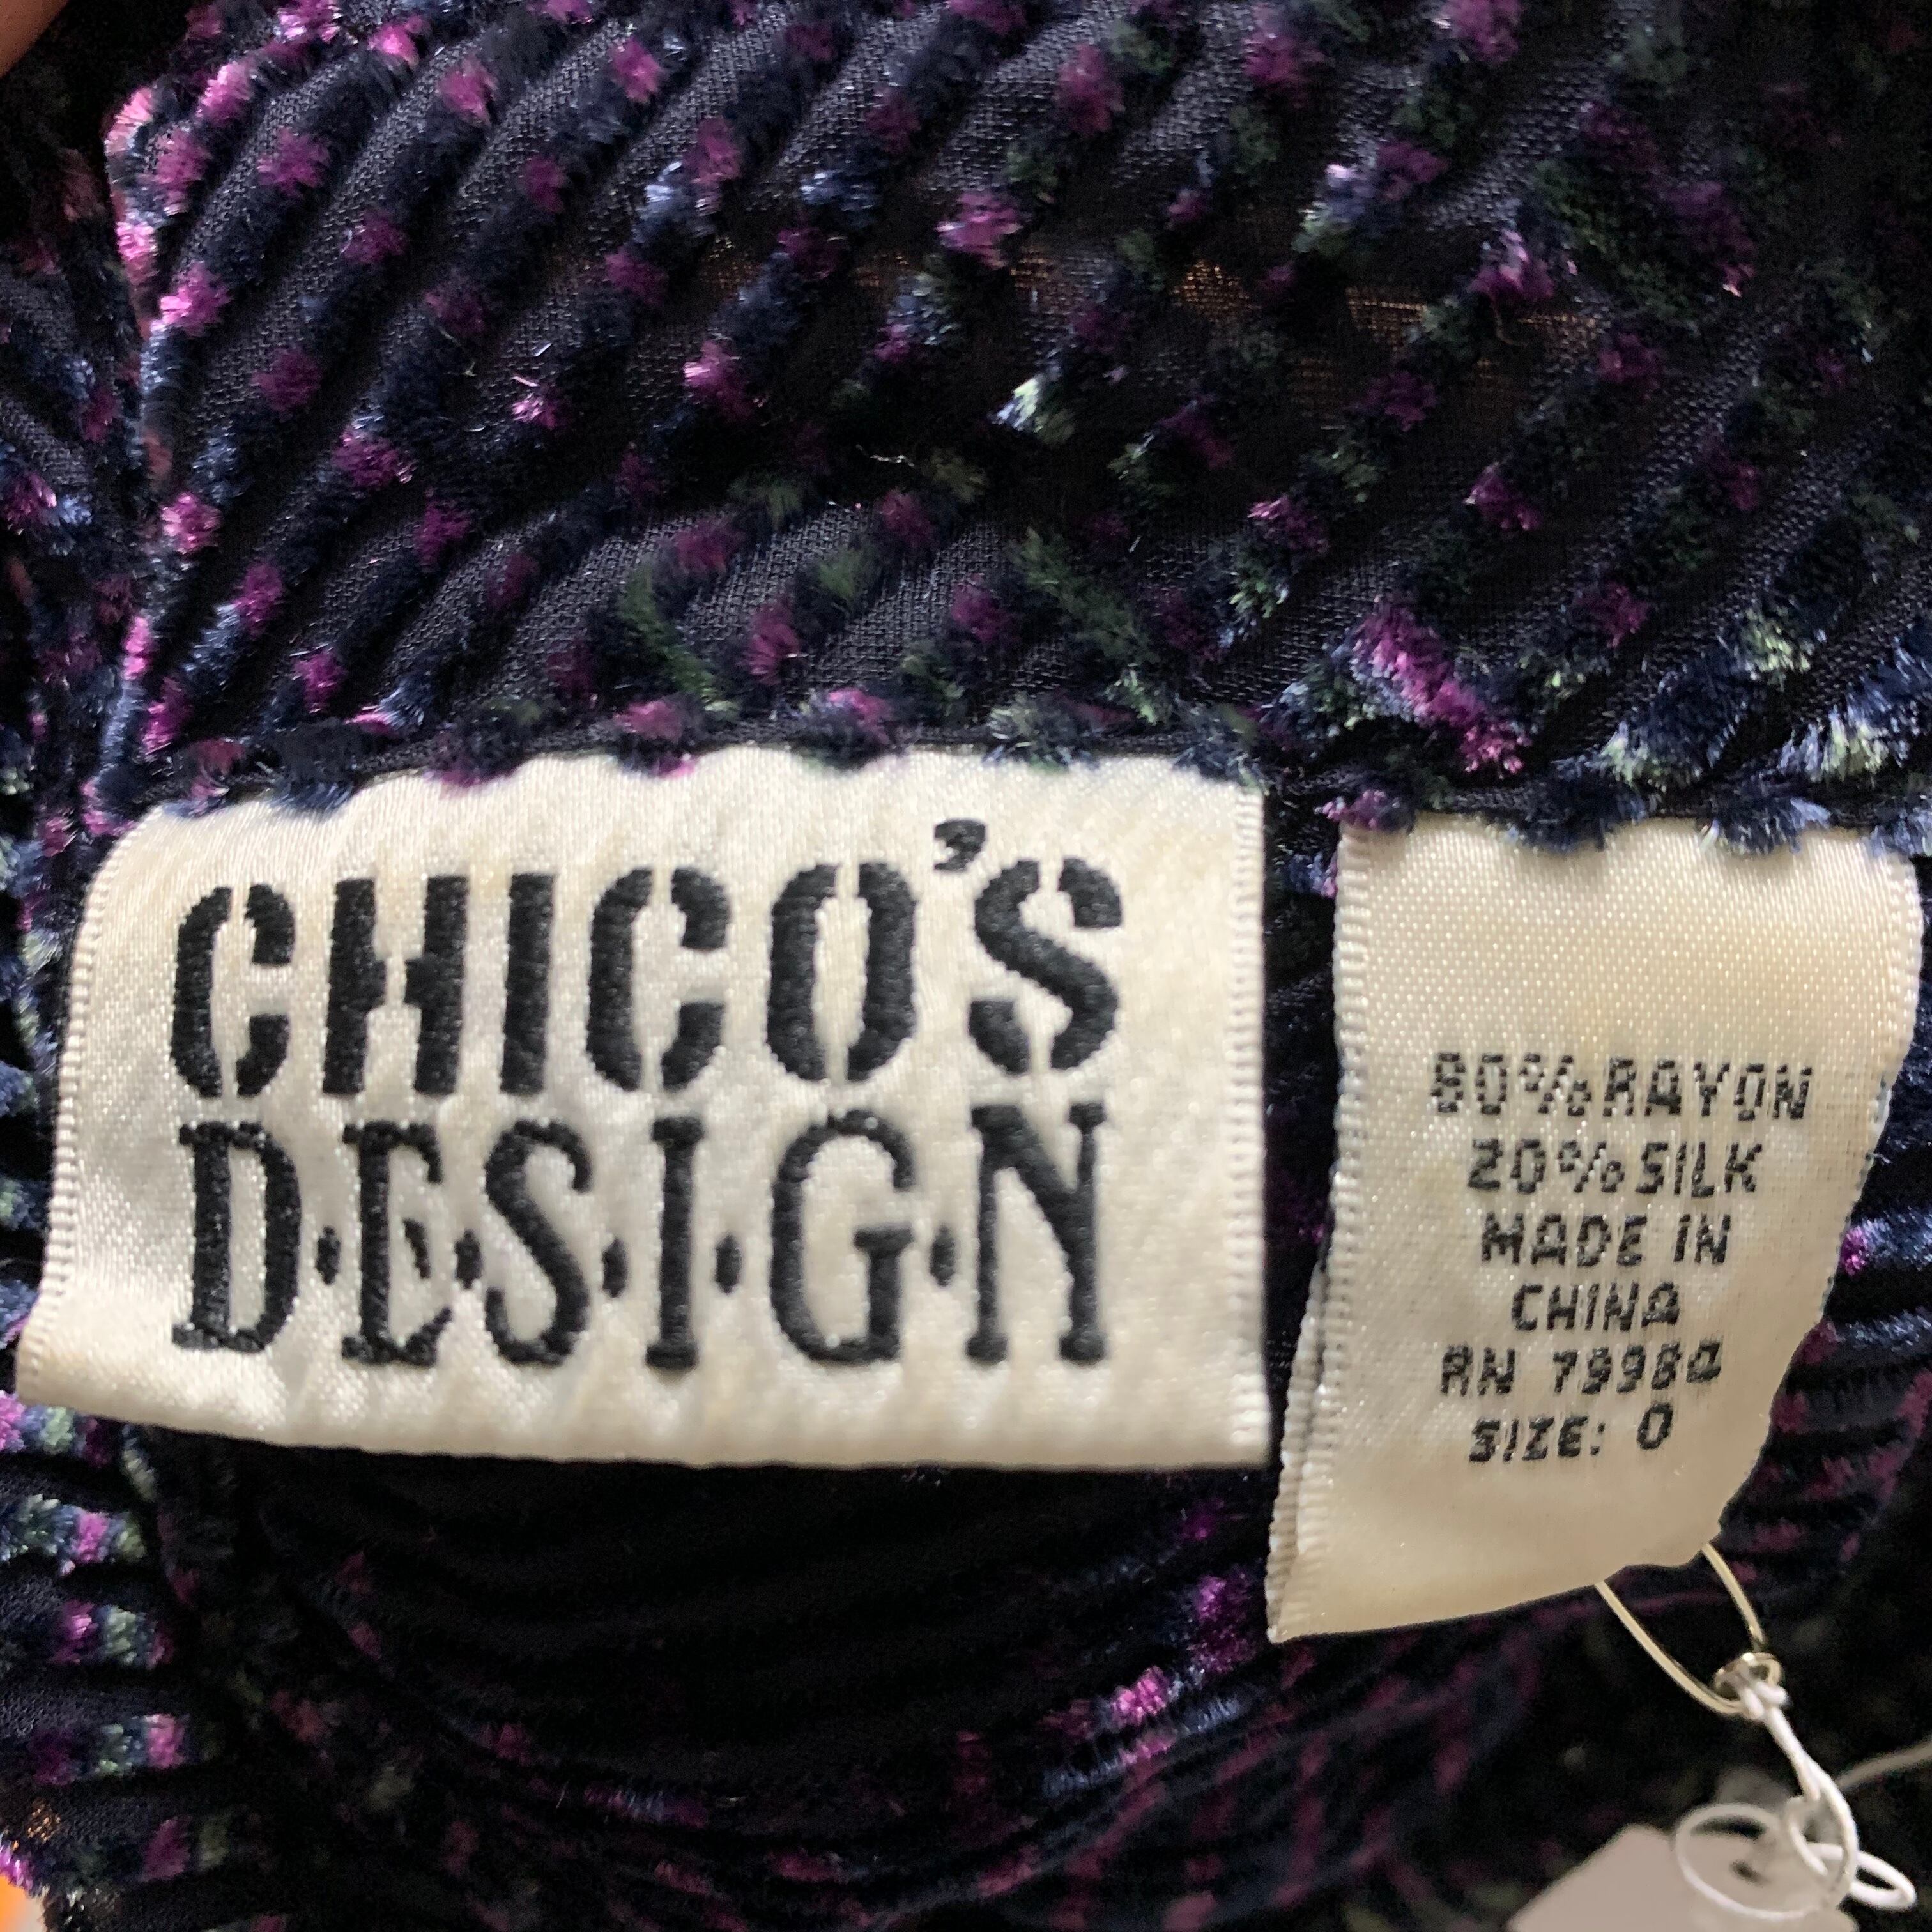 CHICO'S
D·E·S·I·G·N
80% RAYON
20% SILK
MADE IN
CHINA
RN 79980
SIZE: 0